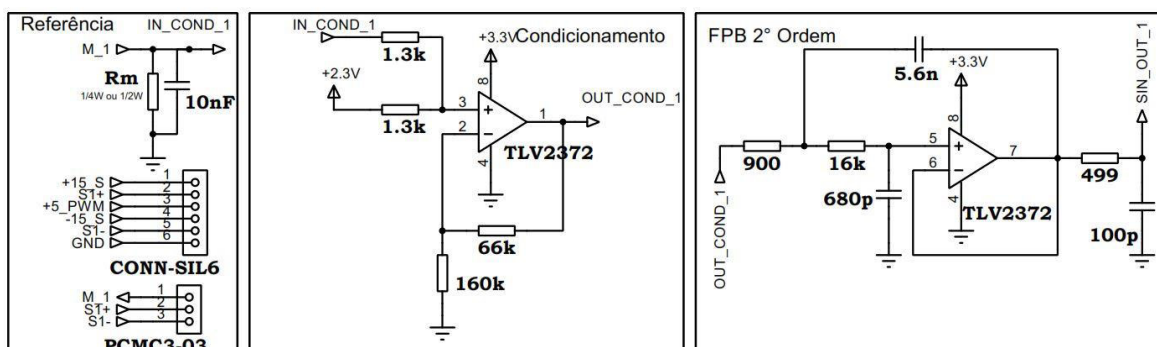 Referência
M_1
IN_COND_1
Rm
1/4W ou 1/2W
10nF
+15_S 1
S1+ 2
+5_PWM 3
-15_S 4
S1- 5
GND 6
CONN-SIL6
M_1 1
S1+ 2
S1- 3
PCMC3-03
IN_COND_1
+3.3V
Condicionamento
1.3k
+2.3V
8
OUT_COND_1
3
1
1.3k
2
4
TLV2372
66k
160k
FPB 2° Ordem
5.6n
+3.3V
SIN_OUT_1
8
5
7
900
16k
6
499
4
680p
TLV2372
OUT_COND_1
100p